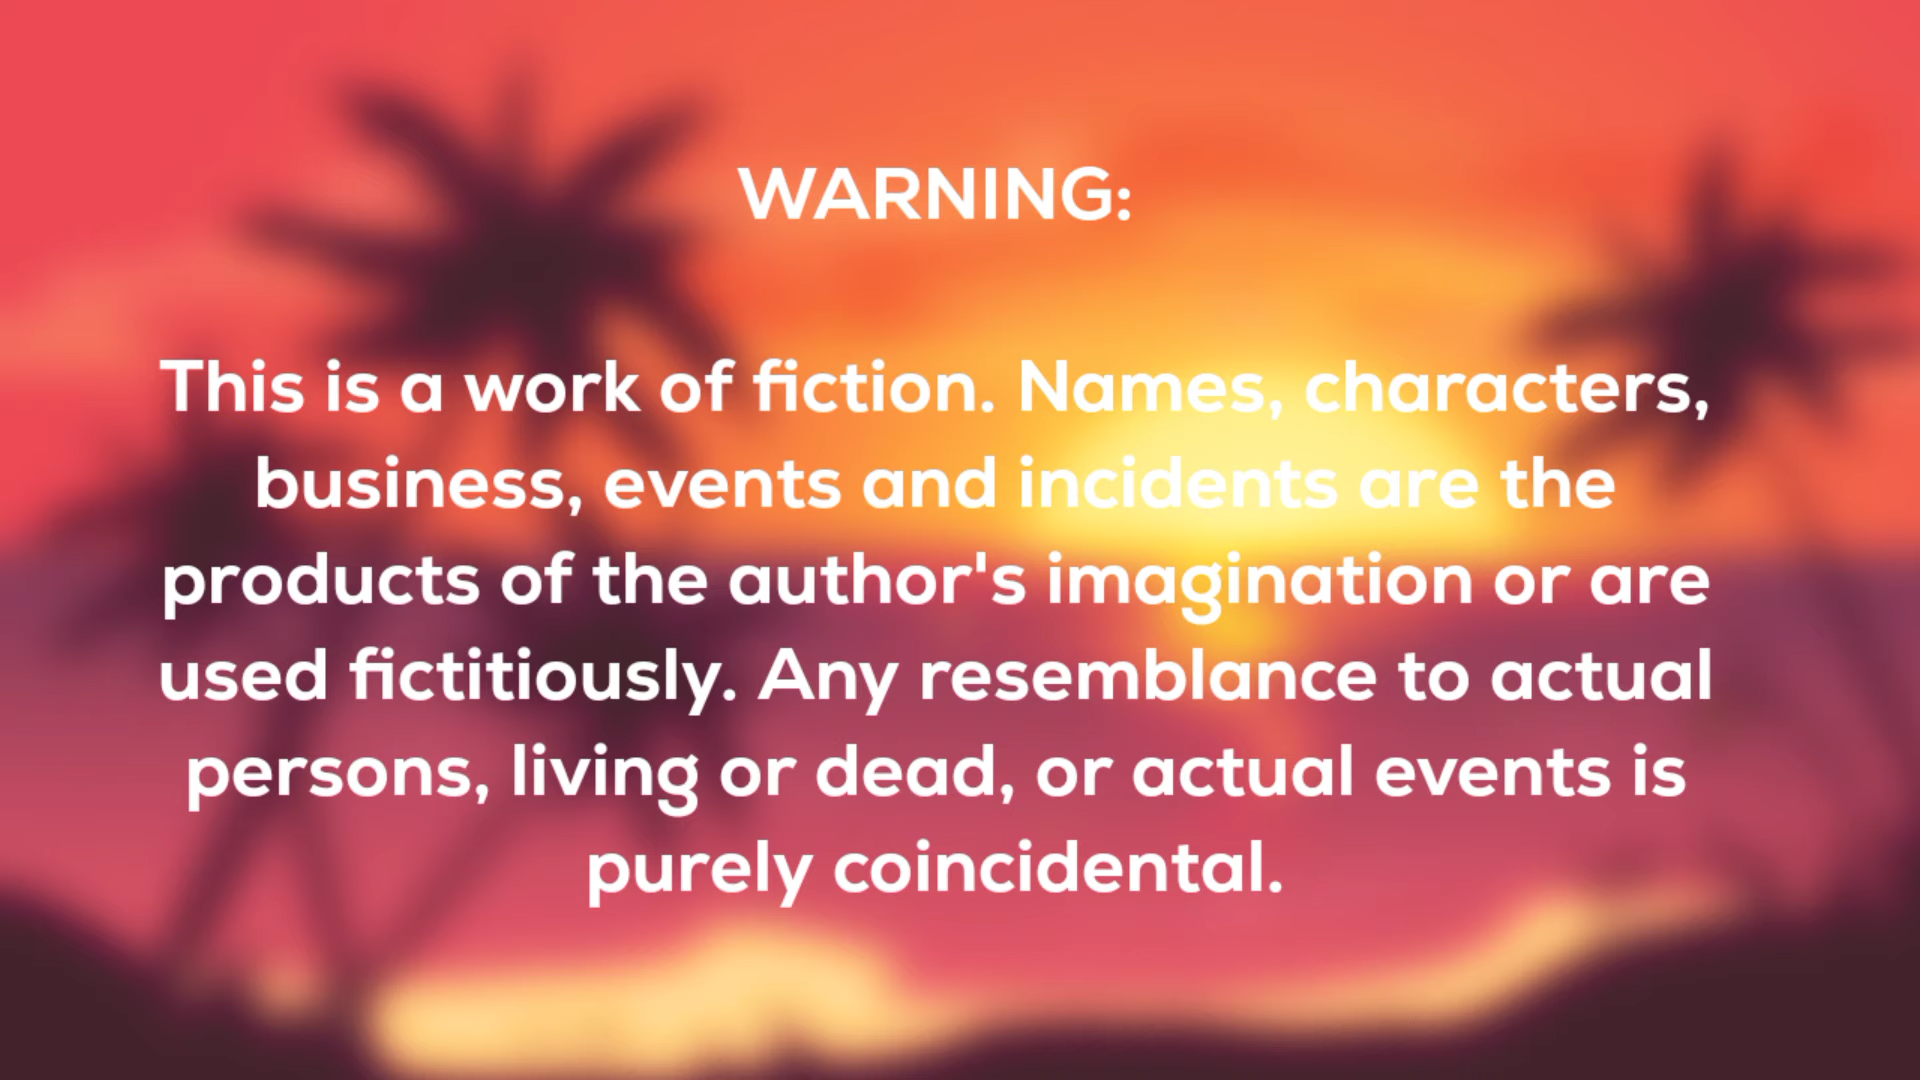 WARNING:
This is a work of fiction. Names, characters,
business, events and incidents are the
products of the author's imagination or are
used fictitiously. Any resemblance to actual
persons, living or dead, or actual events is
purely coincidental.